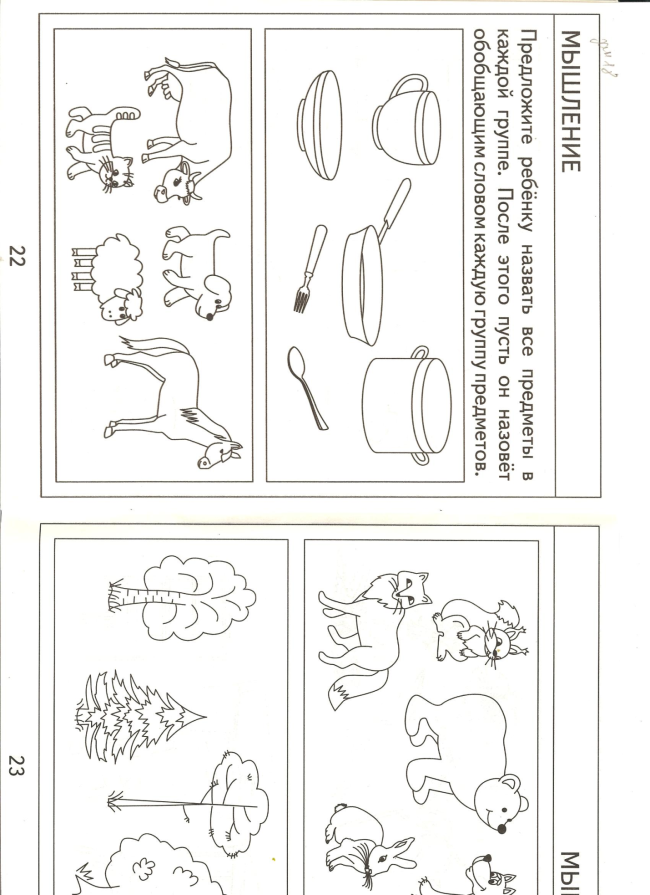 МЫШЛЕНИЕ
Предложите ребёнку назвать все предметы в
каждой группе. После этого пусть он назовёт
обобщающим словом каждую группу предметов.
22
МЫ
23